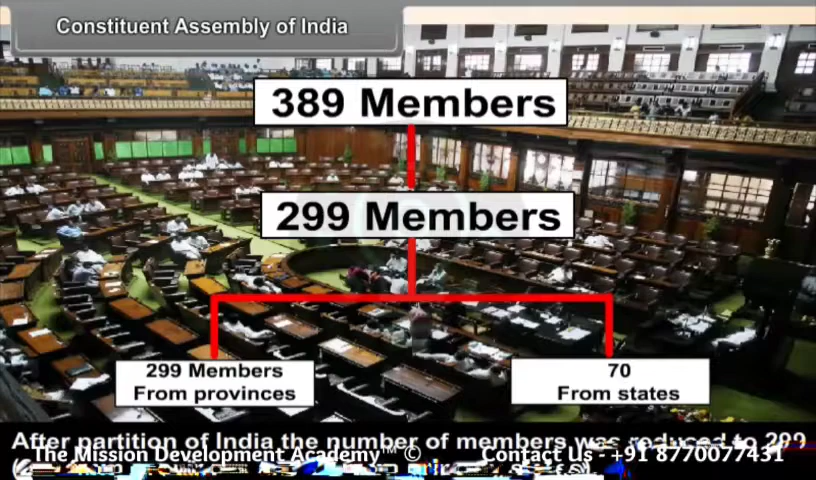 Constituent Assembly of India
389 Members
299 Members
299 Members
From provinces
70
From states
After partition of India the number of members was reduced to 299
The Mission Development Academy™ © Contact Us - +91 8770077431